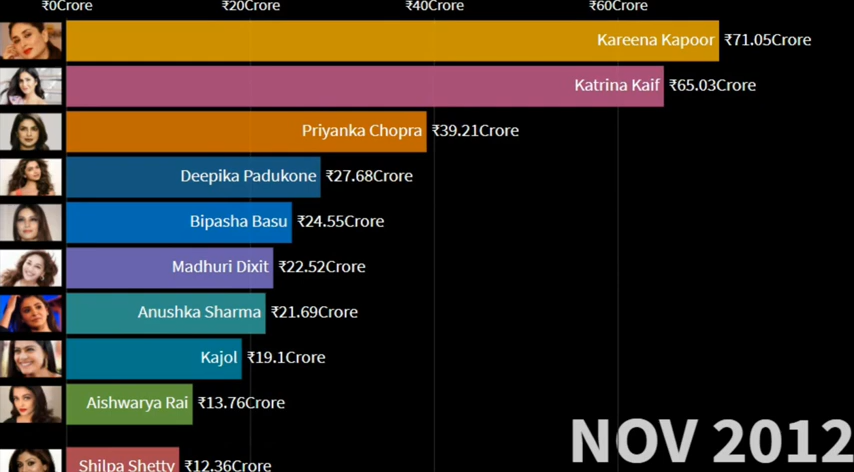 ₹0Crore ₹20Crore ₹40Crore ₹60Crore
Kareena Kapoor ₹71.05Crore
Katrina Kaif ₹65.03Crore
Priyanka Chopra ₹39.21Crore
Deepika Padukone ₹27.68Crore
Bipasha Basu ₹24.55Crore
Madhuri Dixit ₹22.52Crore
Anushka Sharma ₹21.69Crore
Kajol ₹19.1Crore
Aishwarya Rai ₹13.76Crore
Shilpa Shetty ₹12.36Crore
NOV 2012